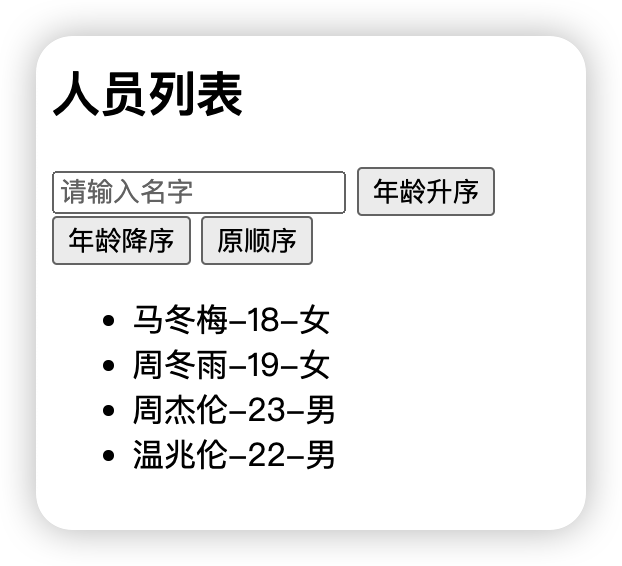 人员列表
请输入名字 年龄升序
年龄降序 原顺序
马冬梅-18-女
周冬雨-19-女
周杰伦-23-男
温兆伦-22-男